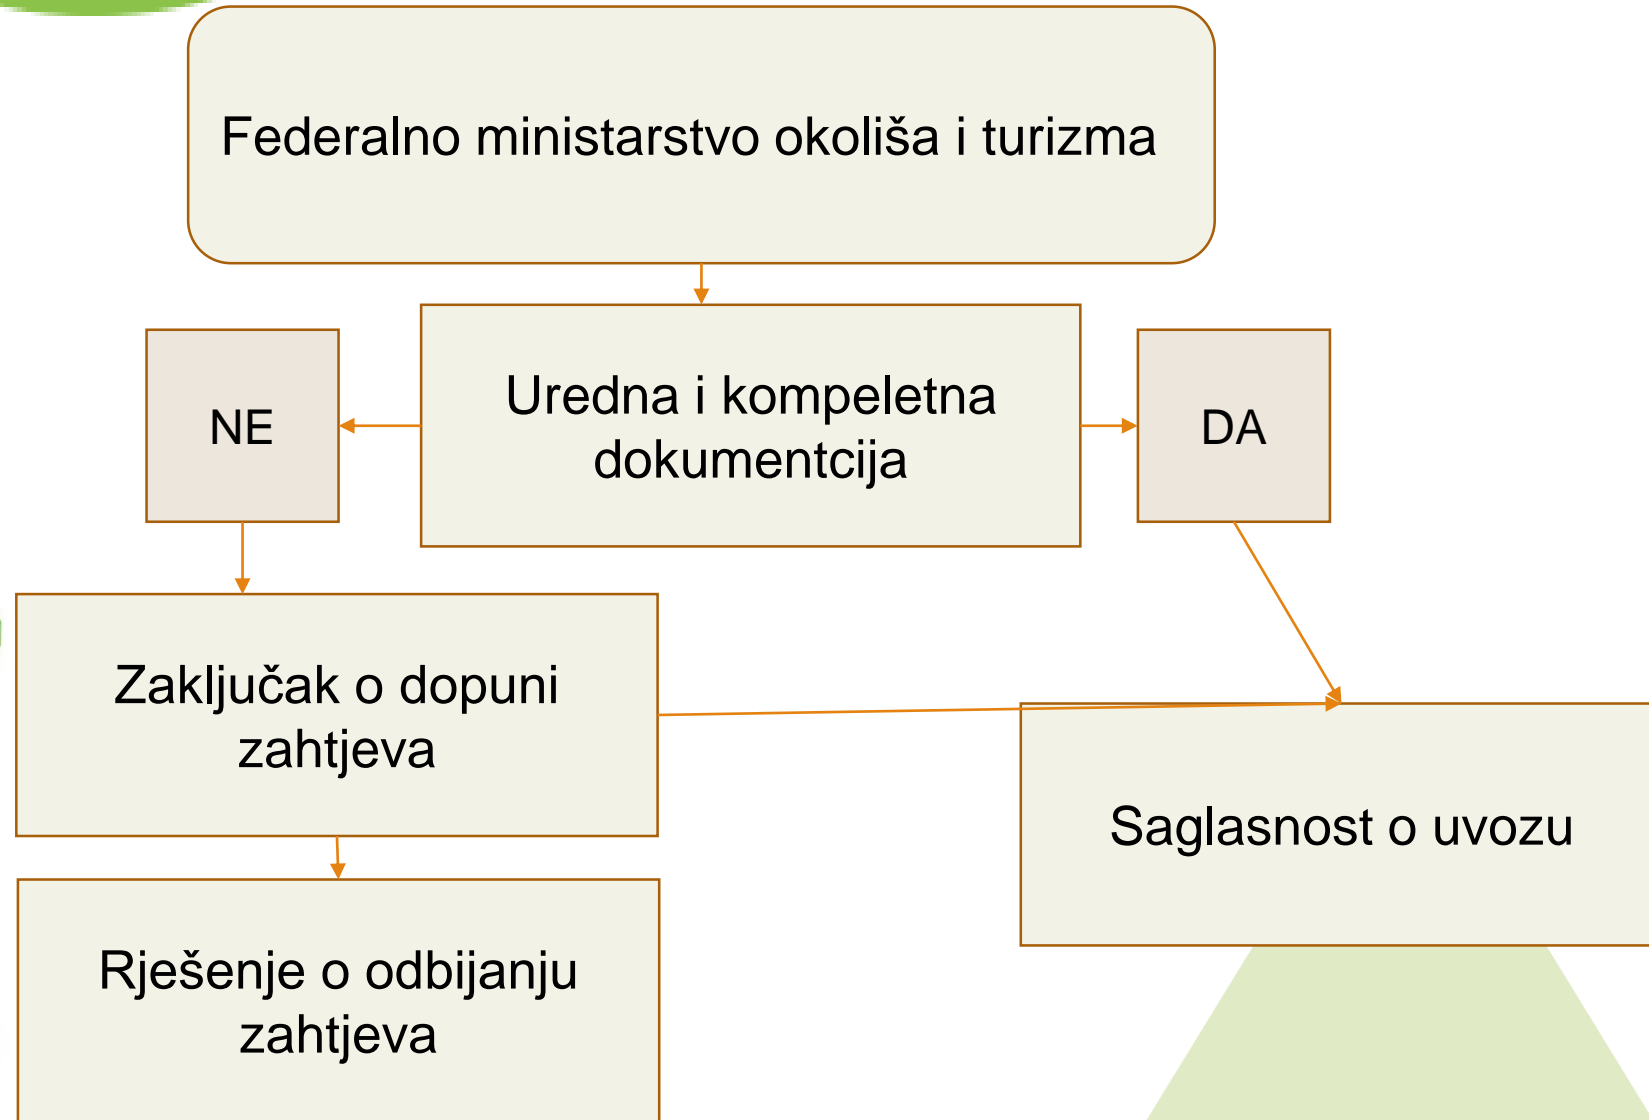 Federalno ministarstvo okoliša i turizma
NE
Uredna i kompeletna
dokumentcija
DA
Zaključak o dopuni
zahtjeva
Saglasnost o uvozu
Rješenje o odbijanju
zahtjeva